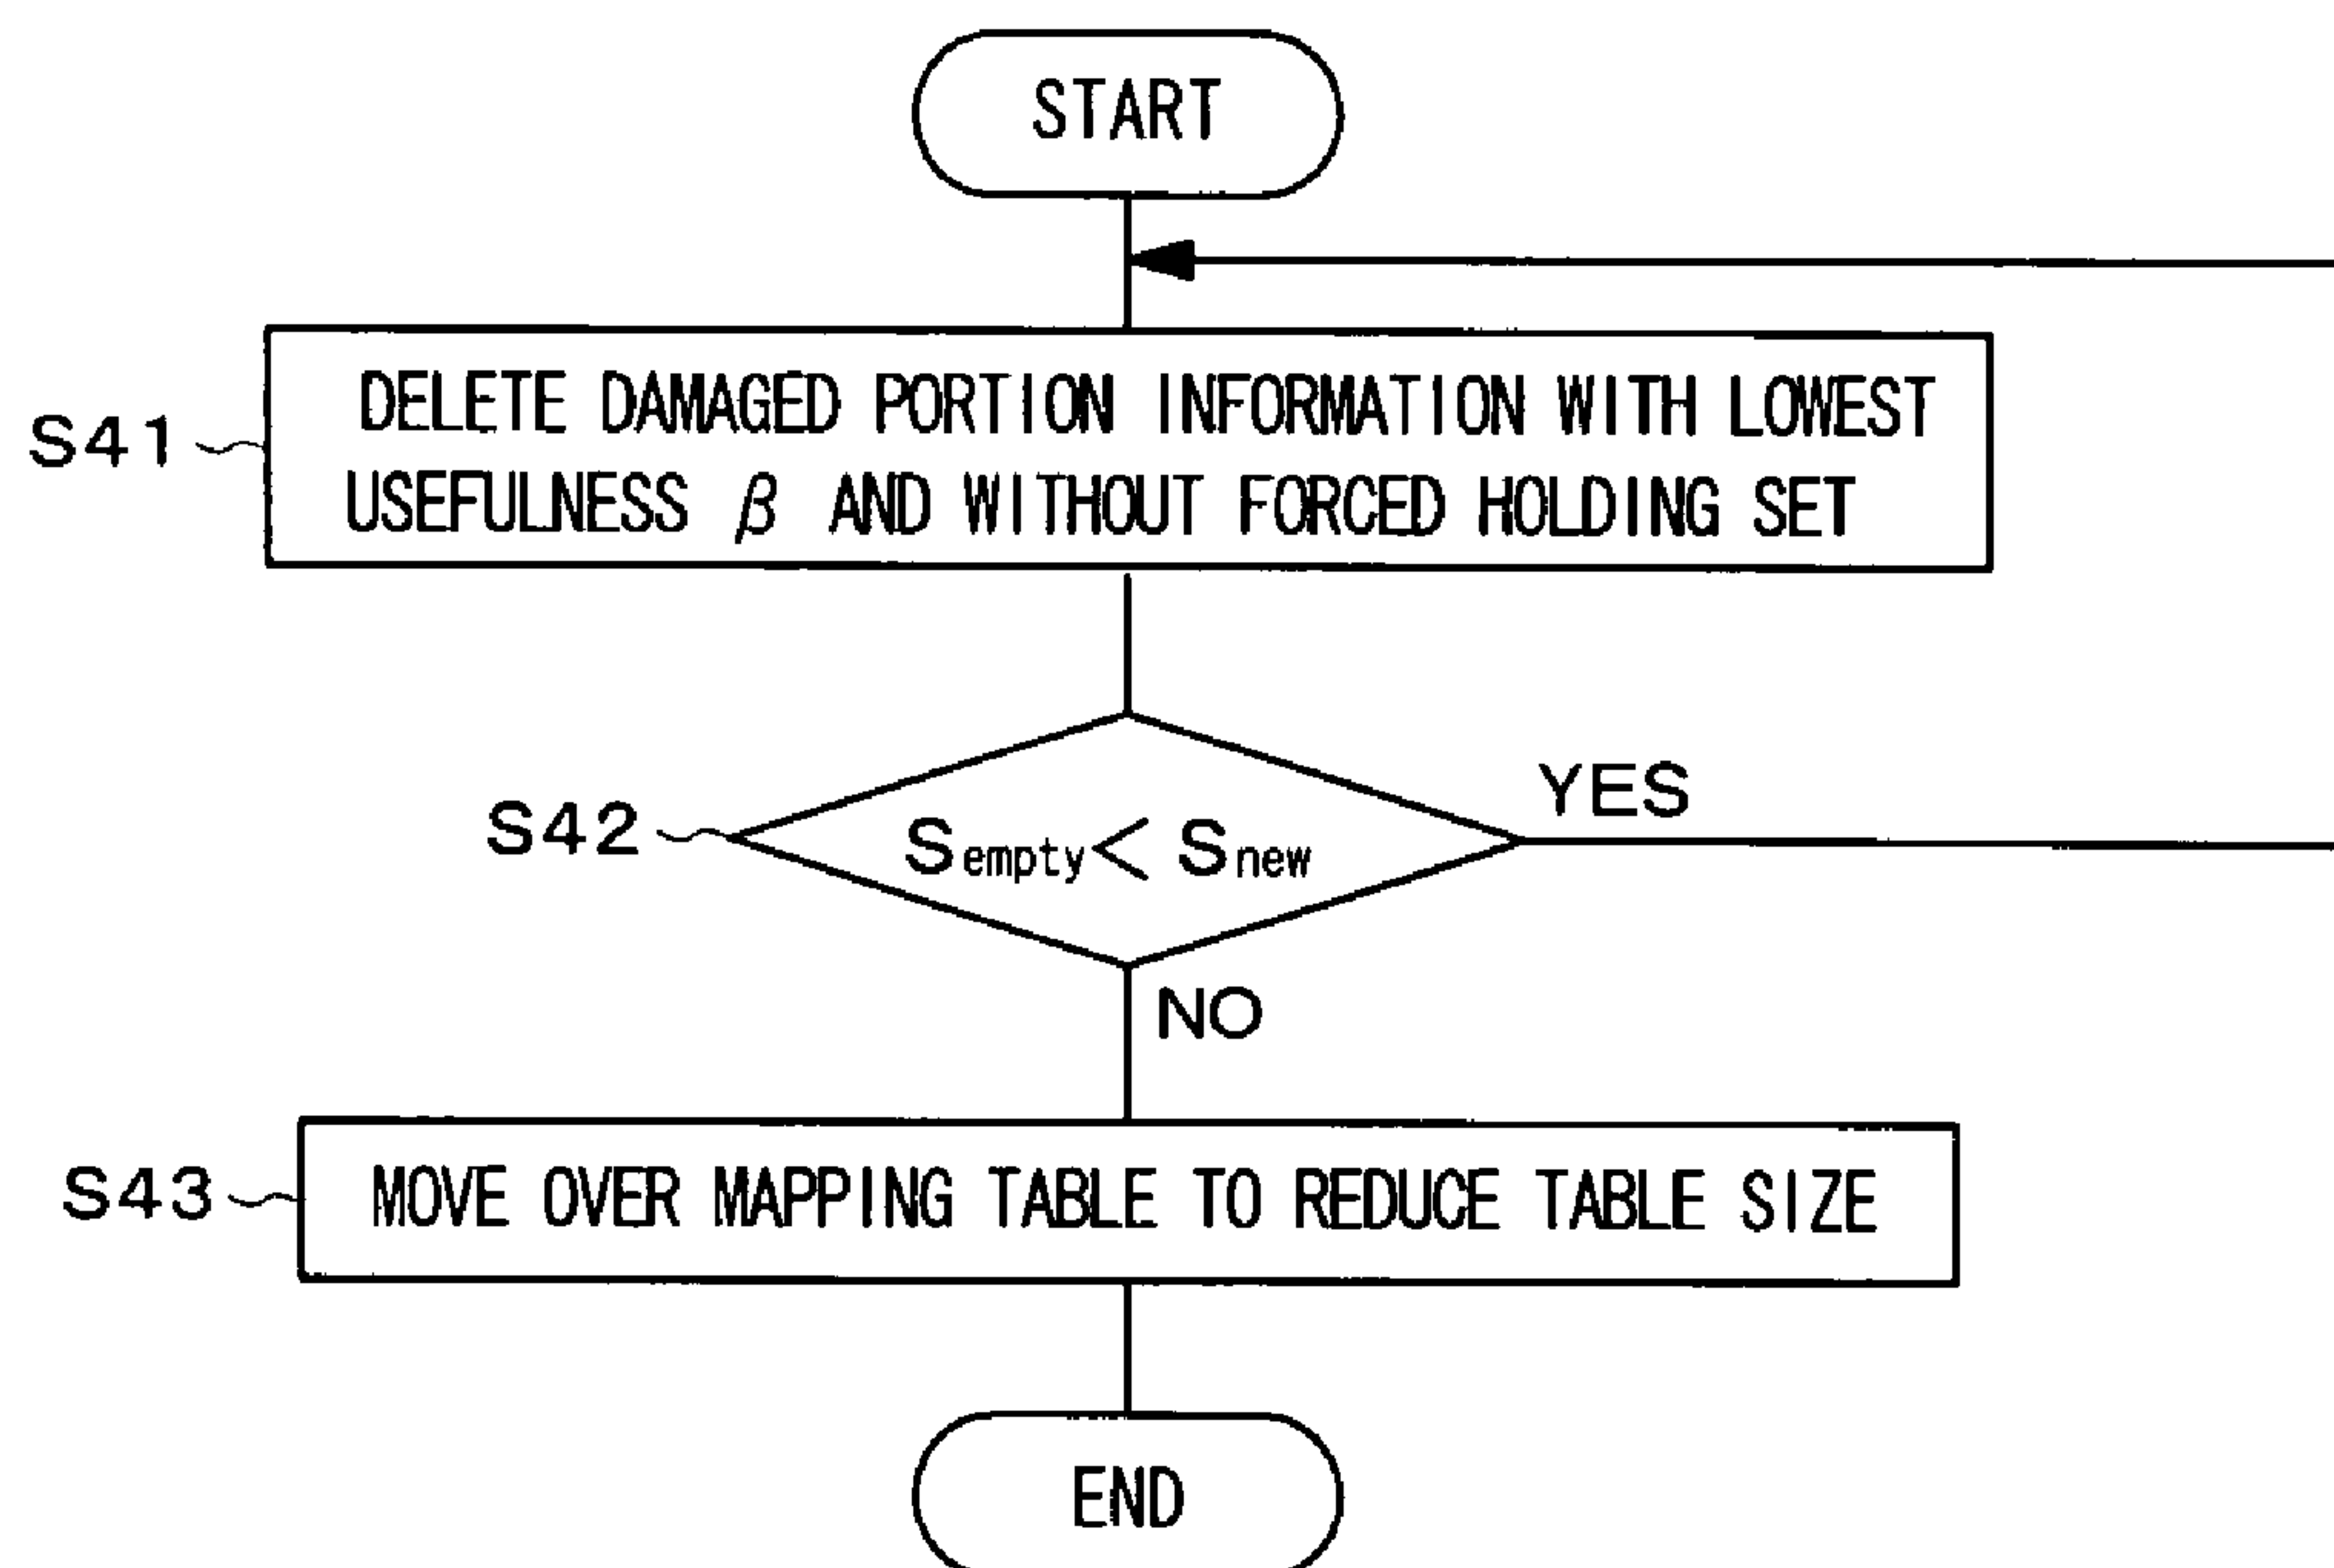 START
S41
DELETE DAMAGED PORTION INFORMATION WITH LOWEST
USEFULNESS β AND WITHOUT FORCED HOLDING SET
S42
Sempty < Snew
YES
NO
S43
MOVE OVER MAPPING TABLE TO REDUCE TABLE SIZE
END